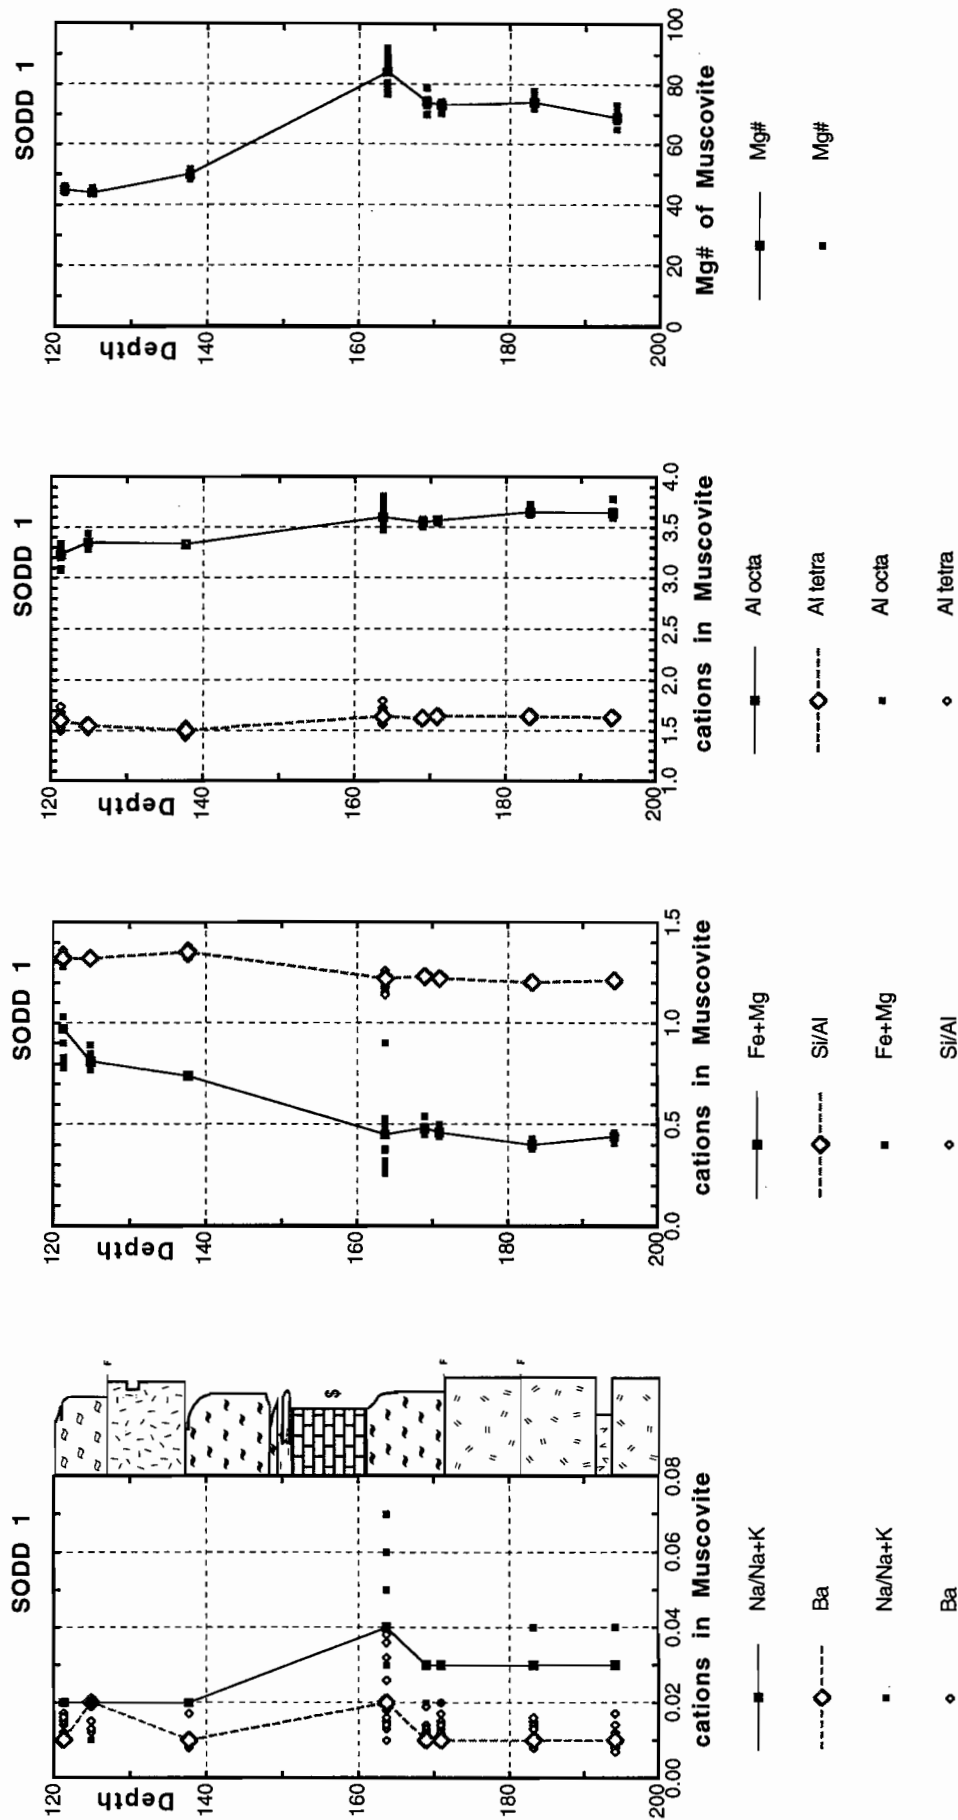 SODD 1
Depth
120
140
160
180
200
0.00
0.02
0.04
0.06
0.08
cations in Muscovite
Na/Na+K
Ba
Na/Na+K
Ba
F
$
F
F
SODD 1
Depth
120
140
160
180
200
0.0
0.5
1.0
1.5
cations in Muscovite
Fe+Mg
Si/Al
Fe+Mg
Si/Al
SODD 1
Depth
120
140
160
180
200
1.0
1.5
2.0
2.5
3.0
3.5
4.0
cations in Muscovite
Al octa
Al tetra
Al octa
Al tetra
SODD 1
Depth
120
140
160
180
200
0
20
40
60
80
100
Mg# of Muscovite
Mg#
Mg#